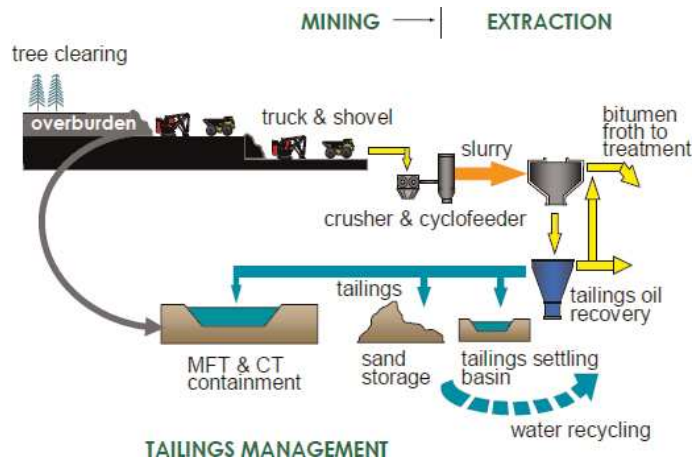 MINING
EXTRACTION
tree clearing
overburden
truck & shovel
slurry
bitumen
froth to
treatment
crusher & cyclofeeder
tailings
tailings oil
recovery
MFT & CT
containment
sand
storage
tailings settling
basin
water recycling
TAILINGS MANAGEMENT